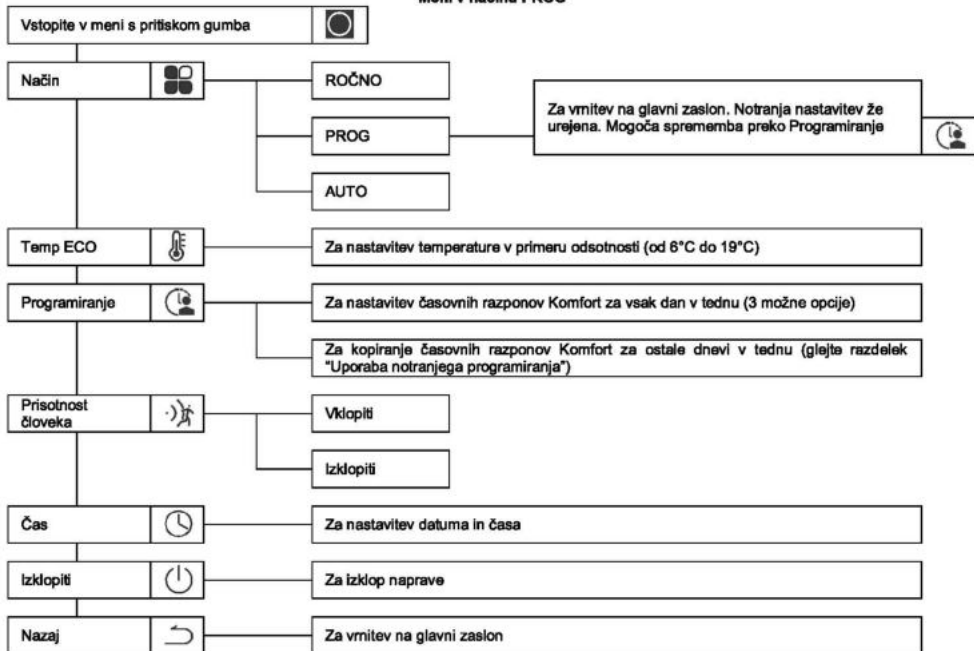 Meni v načinu PROG
Vstopite v meni s pritiskom gumba
Način
ROČNO
PROG
Za vrnitev na glavni zaslon. Notranja nastavitev že
urejena. Mogoča sprememba preko Programiranje
AUTO
Temp ECO
Za nastavitev temperature v primeru odsotnosti (od 6°C do 19°C)
Programiranje
Za nastavitev časovnih razponov Komfort za vsak dan v tednu (3 možne opcije)
Za kopiranje časovnih razponov Komfort za ostale dnevi v tednu (glejte razdelek
“Uporaba notranjega programiranja”)
Prisotnost
človeka
Vklopiti
Izklopiti
Čas
Za nastavitev datuma in časa
Izklopiti
Za izklop naprave
Nazaj
Za vrnitev na glavni zaslon